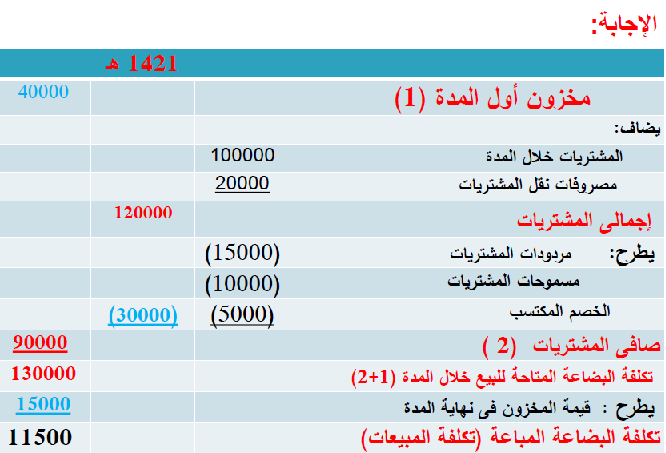 الإجابة:
1421 هـ
مخزون أول المدة (1) 40000
يضاف:
المشتريات خلال المدة 100000
مصروفات نقل المشتريات 20000
إجمالى المشتريات 120000
يطرح: مردودات المشتريات (15000)
مسموحات المشتريات (10000)
الخصم المكتسب (5000) (30000)
صافى المشتريات (2) 90000
تكلفة البضاعة المتاحة للبيع خلال المدة (1+2) 130000
يطرح : قيمة المخزون فى نهاية المدة 15000
تكلفة البضاعة المباعة (تكلفة المبيعات) 11500